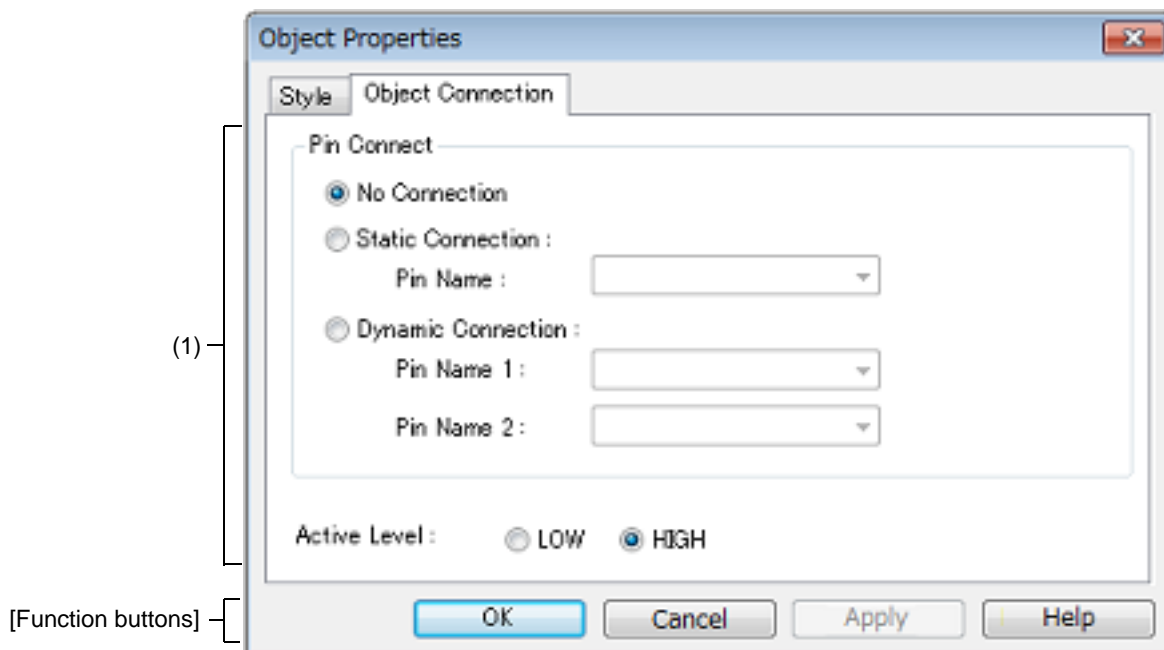 Object Properties
Style
Object Connection
Pin Connect
No Connection
Static Connection :
Pin Name :
Dynamic Connection :
(1)
Pin Name 1 :
Pin Name 2 :
Active Level : LOW HIGH
[Function buttons]
OK Cancel Apply Help